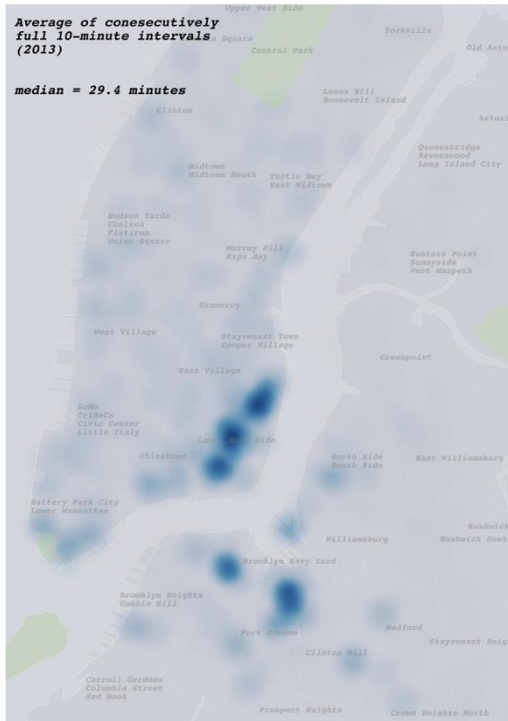 Upper West Side
Average of conesecutively
full 10-minute intervals
(2013)
median = 29.4 minutes
Square
Central Park
Yorkville
Old Asto
Lenox Hill
Roosevelt Island
Clinton
Astori
Queensbridge
Ravenswood
Long Island City
Midtown
Midtown South
Turtle Bay
East Midtown
Hudson Yards
Chelsea
Flatiron
Union Square
Murray Hill
Kips Bay
Hunters Point
Sunnyside
West Maspeth
Gramercy
West Village
Stuyvesant Town
Cooper Village
Greenpoint
East Village
SoHo
TriBeCa
Civic Center
Little Italy
Lower East Side
Chinatown
North Side
South Side
East Williamsburg
Battery Park City
Lower Manhattan
Bushwick
Bushwick Sout
Williamsburg
Brooklyn Navy Yard
Brooklyn Heights
Cobble Hill
Bedford
Fort Greene
Stuyvesant Heig
Clinton Hill
Carroll Gardens
Columbia Street
Red Hook
Prospect Heights
Crown Heights North